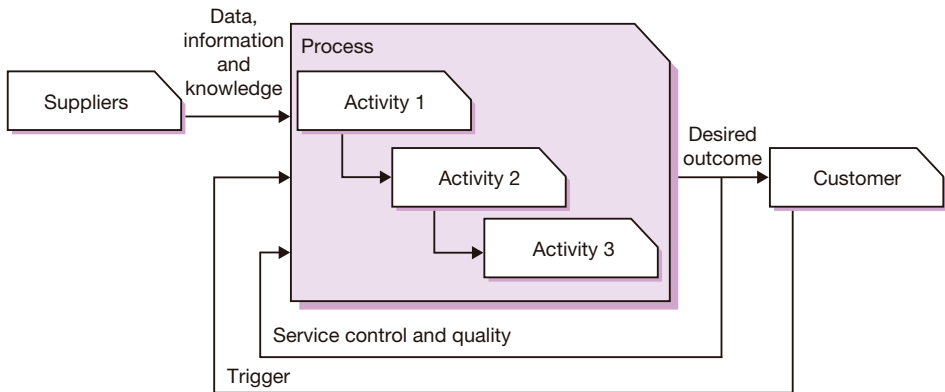 Data,
information
and
knowledge
Process
Suppliers
Activity 1
Desired
outcome
Activity 2
Customer
Activity 3
Service control and quality
Trigger